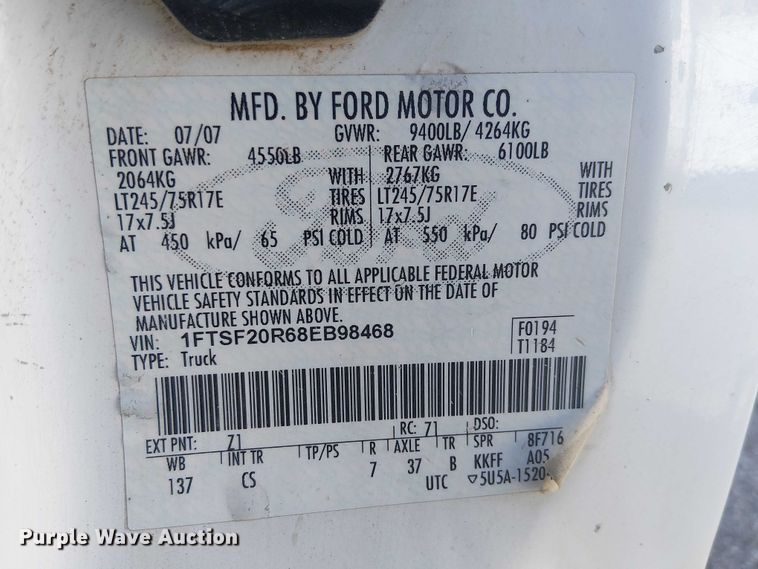 MFD. BY FORD MOTOR CO.
DATE: 07/07 GVWR: 9400LB/ 4264KG
FRONT GAWR: 4550LB REAR GAWR: 6100LB
2064KG WITH 2767KG WITH
LT245/75R17E TIRES LT245/75R17E TIRES
17x7.5J RIMS 17x7.5J RIMS
AT 450 kPa/ 65 PSI COLD AT 550 kPa/ 80 PSI COLD
THIS VEHICLE CONFORMS TO ALL APPLICABLE FEDERAL MOTOR
VEHICLE SAFETY STANDARDS IN EFFECT ON THE DATE OF
MANUFACTURE SHOWN ABOVE.
VIN: 1FTSF20R68EB98468 F0194
TYPE: Truck T1184
EXT PNT: Z1 RC: 71 DSO:
WB INT TR TP/PS R AXLE TR SPR 8F716
137 CS 7 37 B KKFF A05
UTC ▽5U5A-1520
Ford
Purple Wave Auction